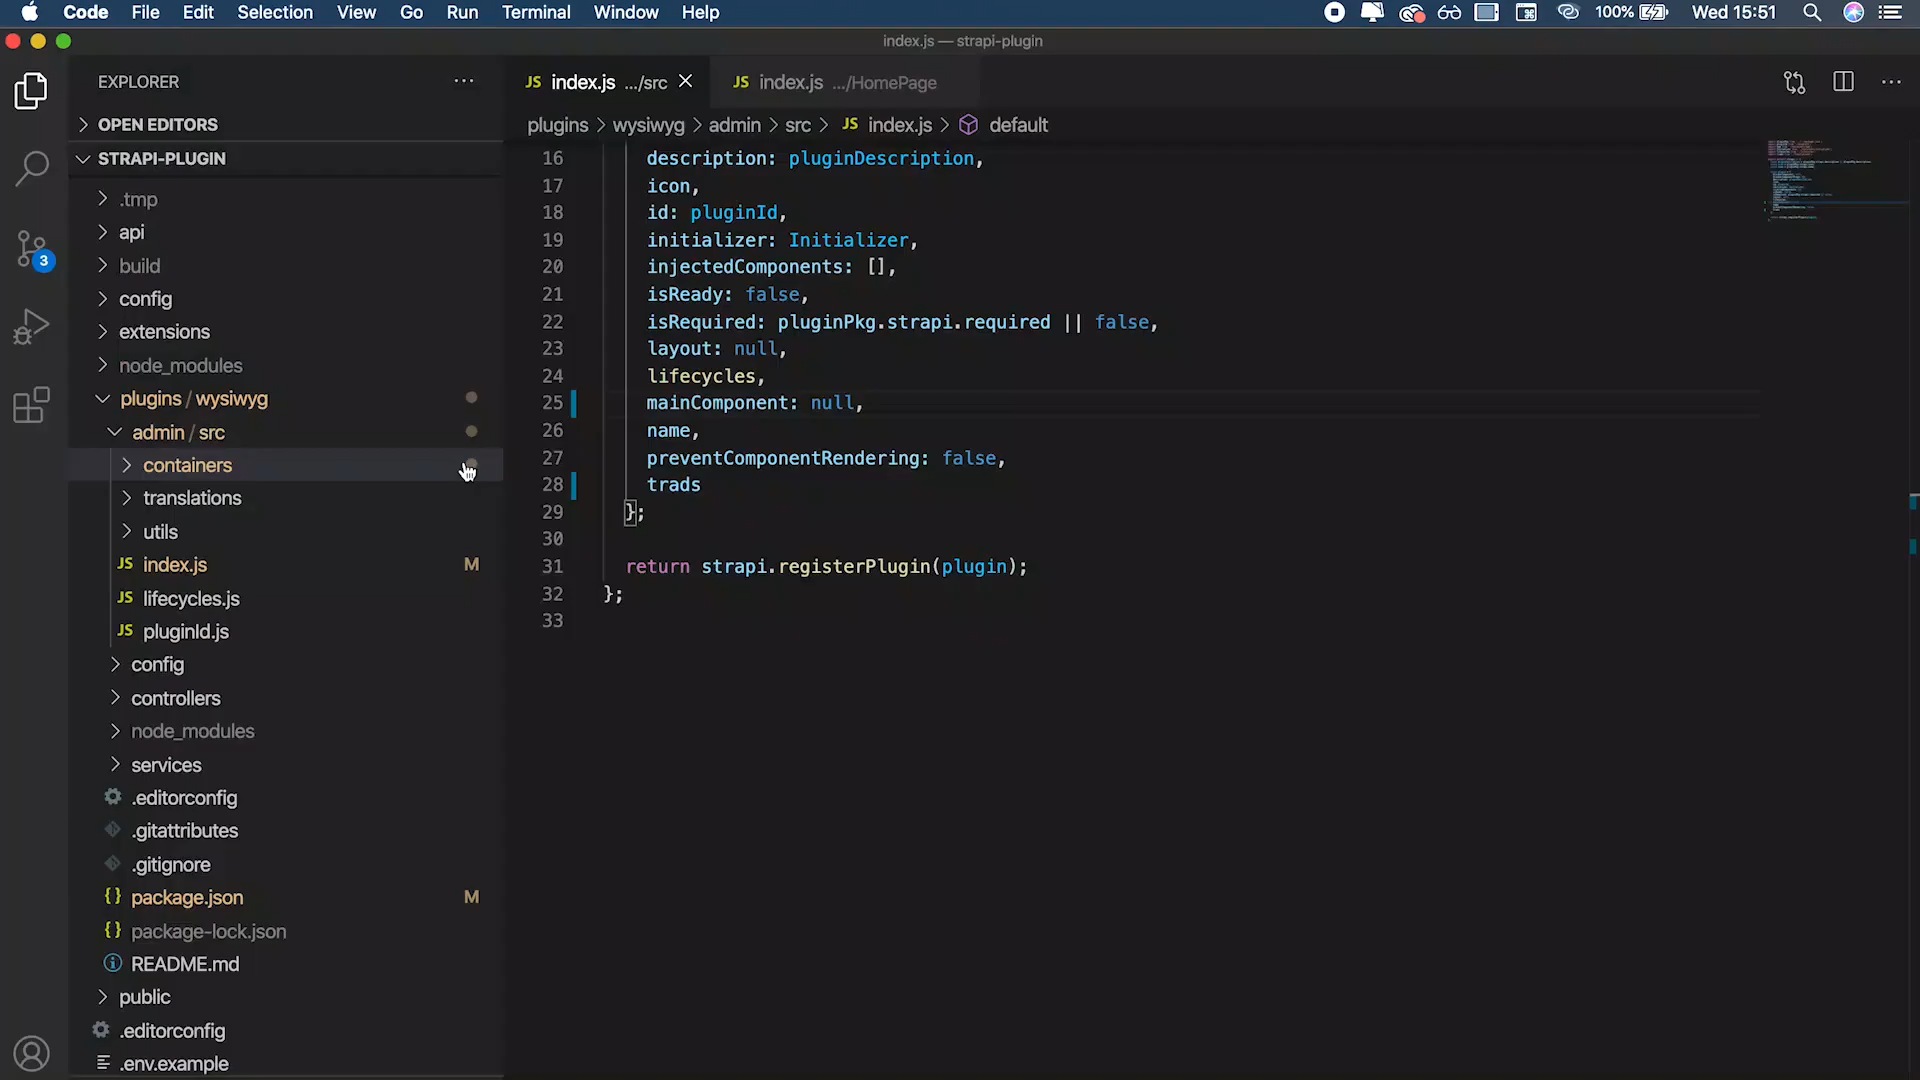 Code File Edit Selection View Go Run Terminal Window Help 100% Wed 15:51
index.js — strapi-plugin
EXPLORER
OPEN EDITORS
STRAPI-PLUGIN
.tmp
api
build
config
extensions
node_modules
plugins / wysiwyg
admin / src
containers
translations
utils
JS index.js M
JS lifecycles.js
JS pluginId.js
config
controllers
node_modules
services
.editorconfig
.gitattributes
.gitignore
{} package.json M
{} package-lock.json
README.md
public
.editorconfig
.env.example
3
JS index.js .../src JS index.js .../HomePage
plugins > wysiwyg > admin > src > JS index.js > default
16 description: pluginDescription,
17 icon,
18 id: pluginId,
19 initializer: Initializer,
20 injectedComponents: [],
21 isReady: false,
22 isRequired: pluginPkg.strapi.required || false,
23 layout: null,
24 lifecycles,
25 mainComponent: null,
26 name,
27 preventComponentRendering: false,
28 trads
29 };
30
31 return strapi.registerPlugin(plugin);
32 };
33